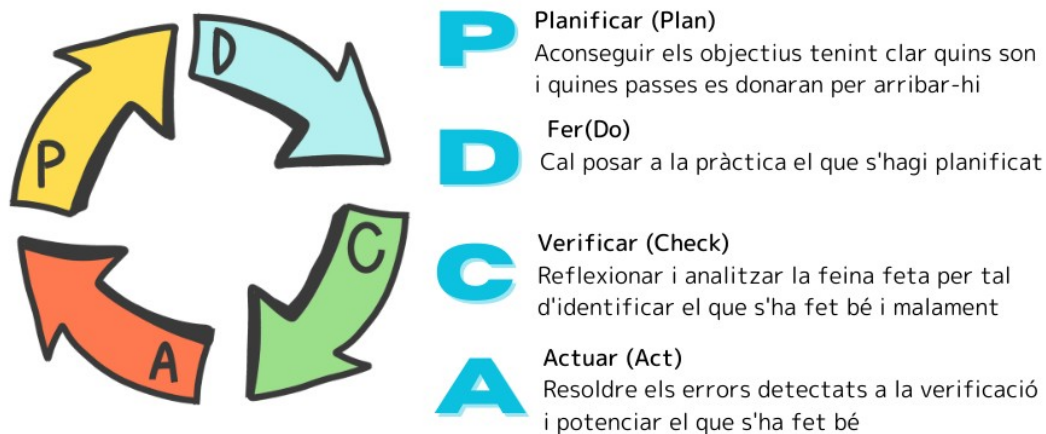 P
D
C
A
P
Planificar (Plan)
Aconseguir els objectius tenint clar quins son
i quines passes es donaran per arribar-hi
D
Fer(Do)
Cal posar a la pràctica el que s'hagi planificat
C
Verificar (Check)
Reflexionar i analitzar la feina feta per tal
d'identificar el que s'ha fet bé i malament
A
Actuar (Act)
Resoldre els errors detectats a la verificació
i potenciar el que s'ha fet bé